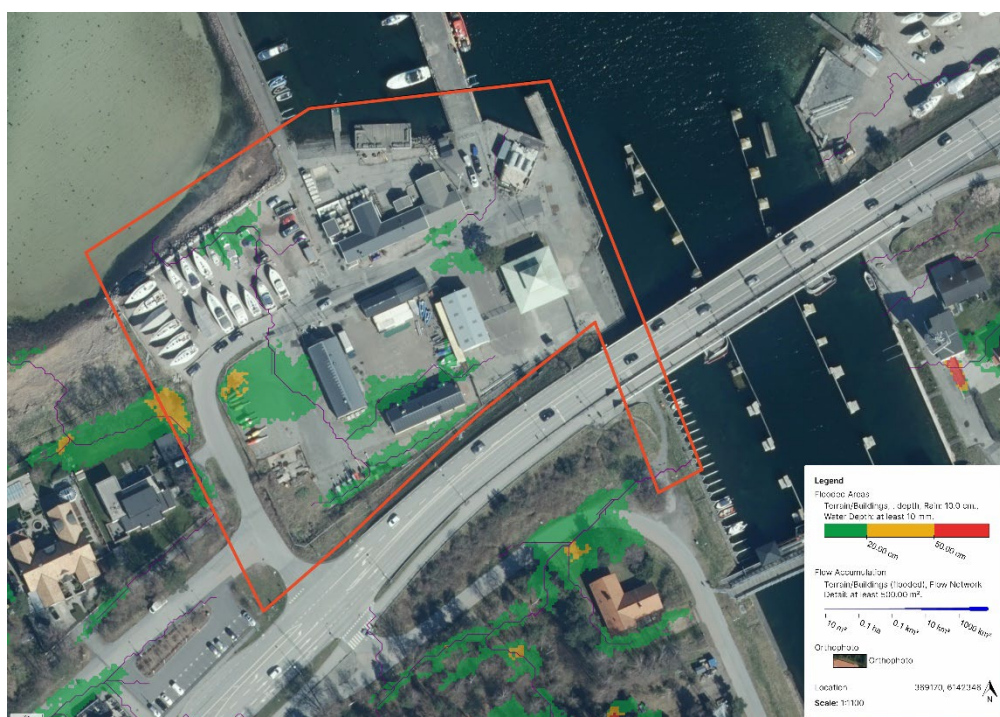 Legend
Flooded Areas
Terrain/Buildings, , depth, Rain: 10.0 cm,
Water Depth: at least 10 mm.
20.00 cm
50.00 cm
Flow Accumulation
Terrain/Buildings (flooded), Flow Network
Detail: at least 500.00 m².
10 m²
0.1 ha
0.1 km²
10 km²
1000 km²
Orthophoto
Orthophoto
Location
6142346
Scale: 1:1100
N